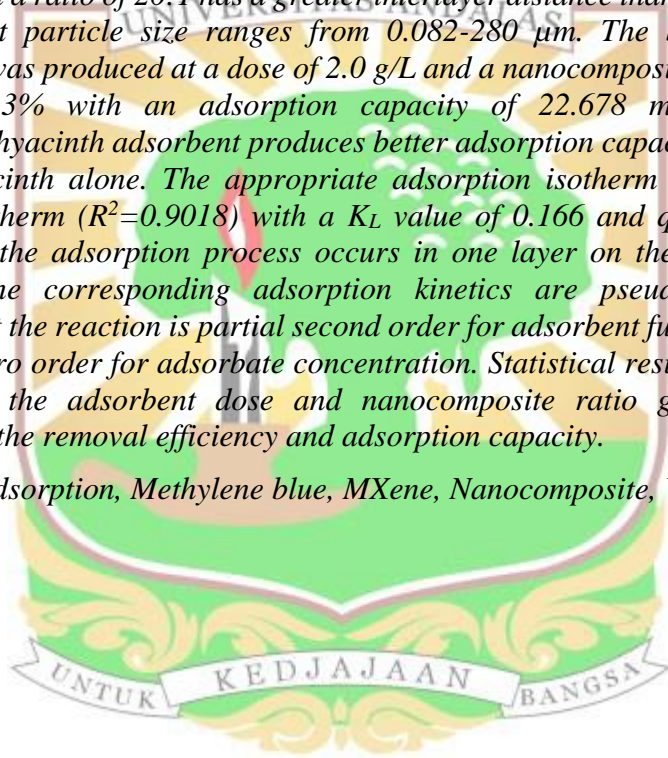 a ratio of 20:1 has a greater interlayer distance than
t particle size ranges from 0.082-280 μm. The
UNIVERSITAS ANDALAS
was produced at a dose of 2.0 g/L and a nanocomposi
3% with an adsorption capacity of 22.678 m
hyacinth adsorbent produces better adsorption capac
cinth alone. The appropriate adsorption isotherm
herm (R²=0.9018) with a KL value of 0.166 and q
the adsorption process occurs in one layer on the
he corresponding adsorption kinetics are pseud
t the reaction is partial second order for adsorbent fu
ro order for adsorbate concentration. Statistical resu
the adsorbent dose and nanocomposite ratio g
the removal efficiency and adsorption capacity.
dsorption, Methylene blue, MXene, Nanocomposite,
UNTUK KEDJAJAAN BANGSA